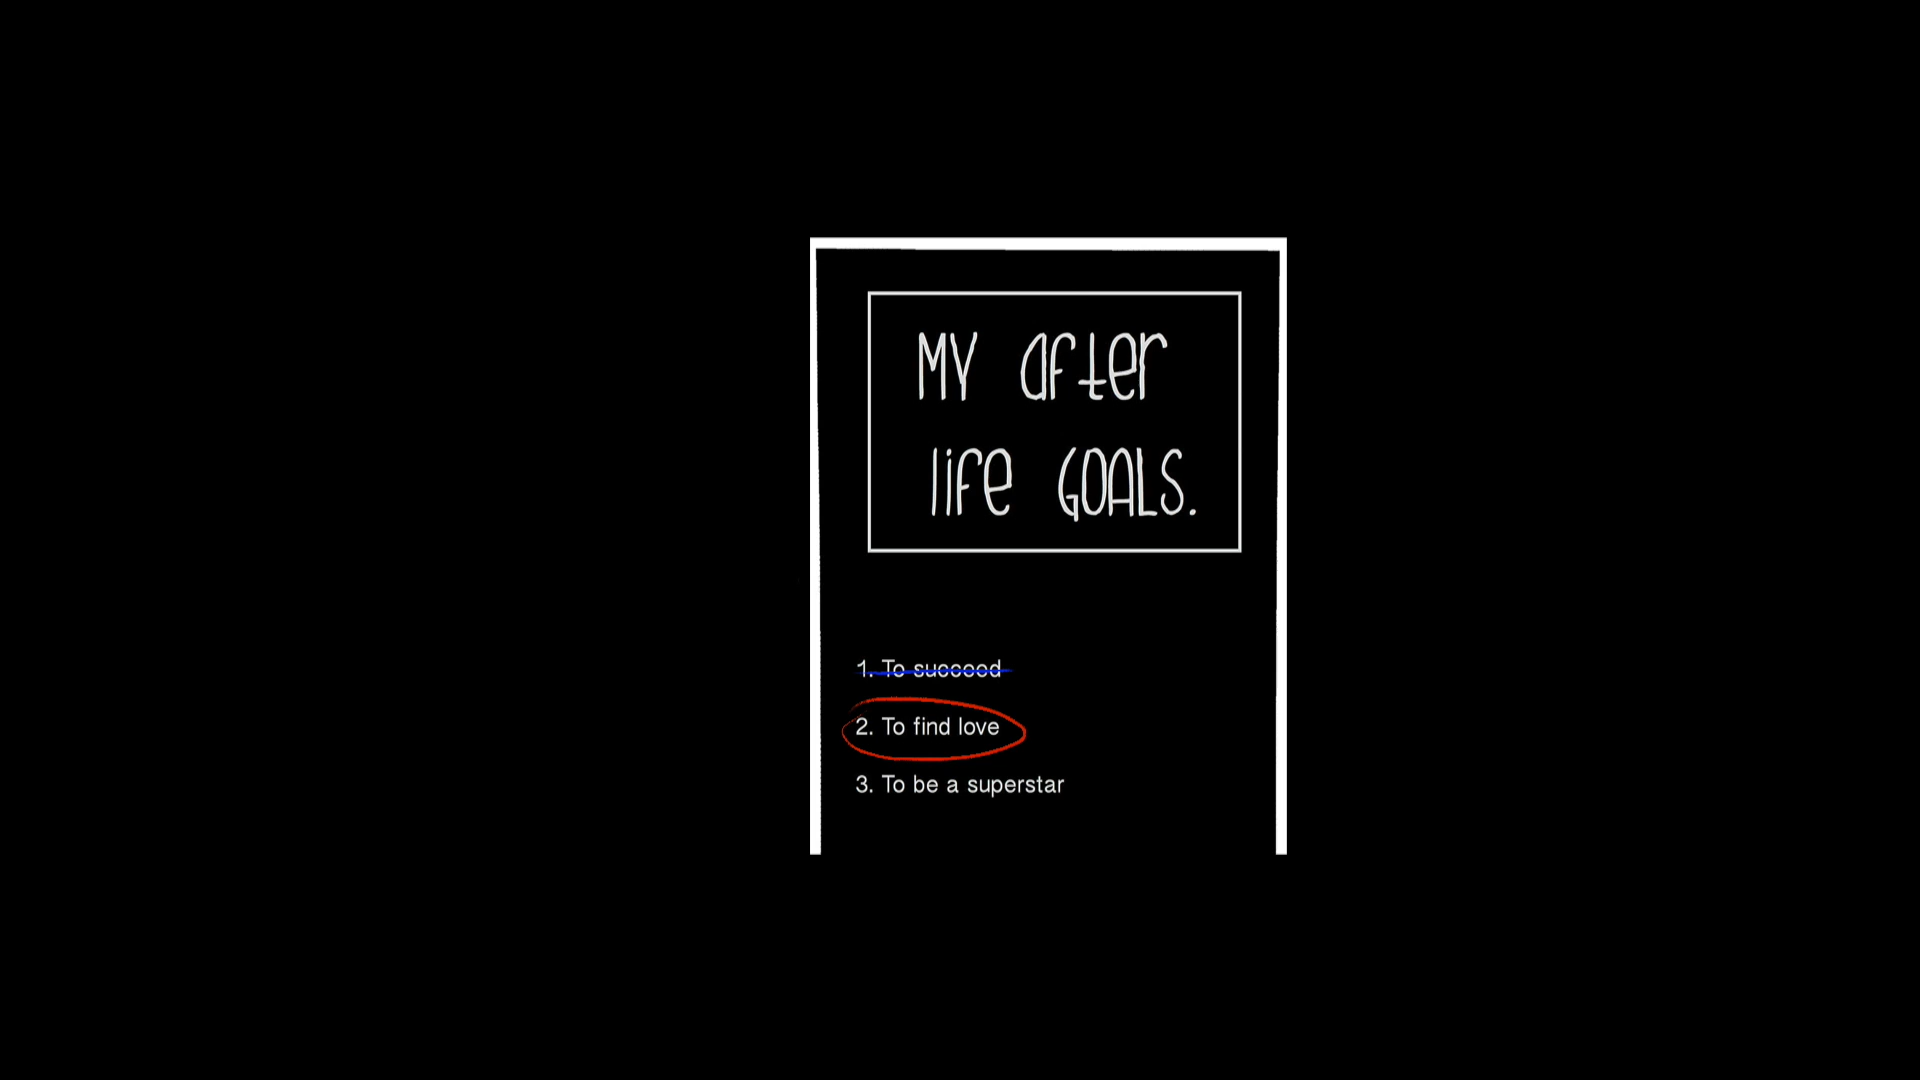 MY after
life GOALS.
1. To succeed
2. To find love
3. To be a superstar